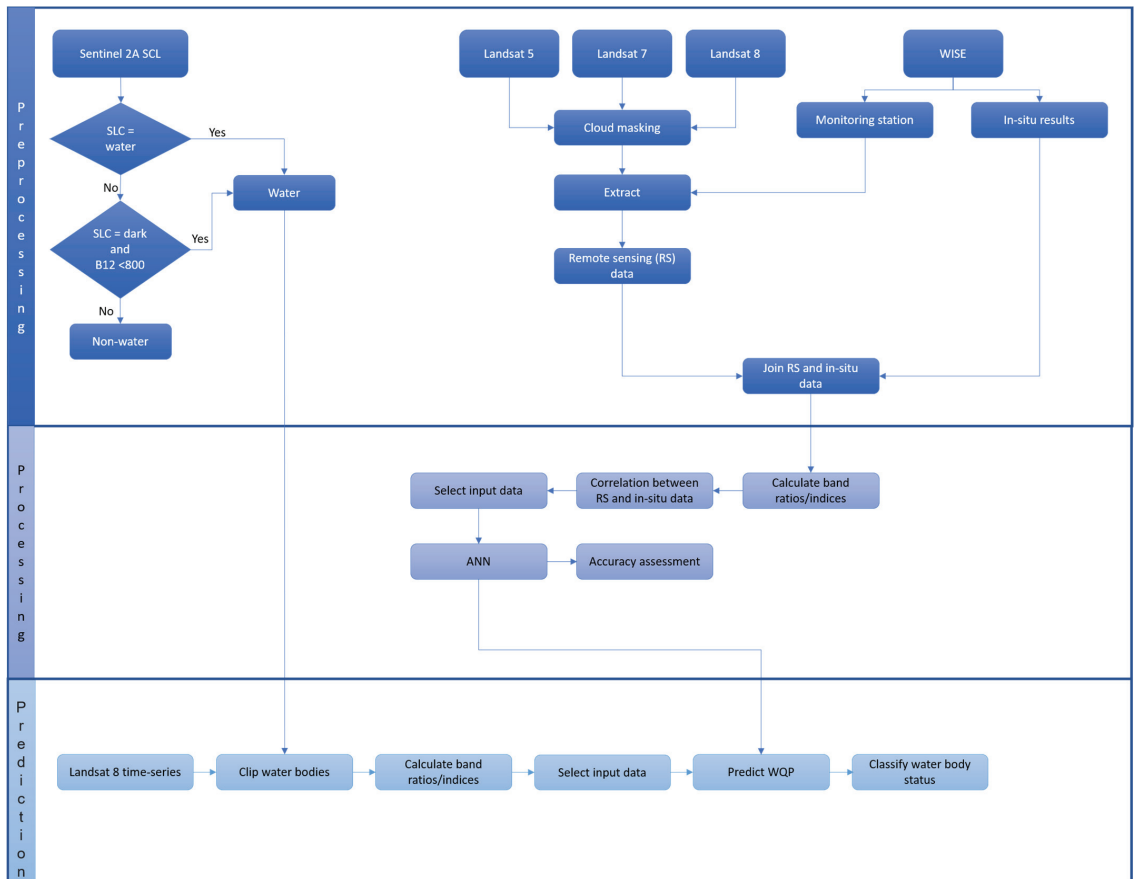 Preprocessing
Sentinel 2A SCL
Landsat 5
Landsat 7
Landsat 8
WISE
SLC =
water
Yes
Cloud masking
Monitoring station
In-situ results
No
Water
Extract
SLC = dark
and
B12 <800
Yes
Remote sensing (RS)
data
No
Non-water
Join RS and in-situ
data
Processing
Select input data
Correlation between
RS and in-situ data
Calculate band
ratios/indices
ANN
Accuracy assessment
Prediction
Landsat 8 time-series
Clip water bodies
Calculate band
ratios/indices
Select input data
Predict WQP
Classify water body
status